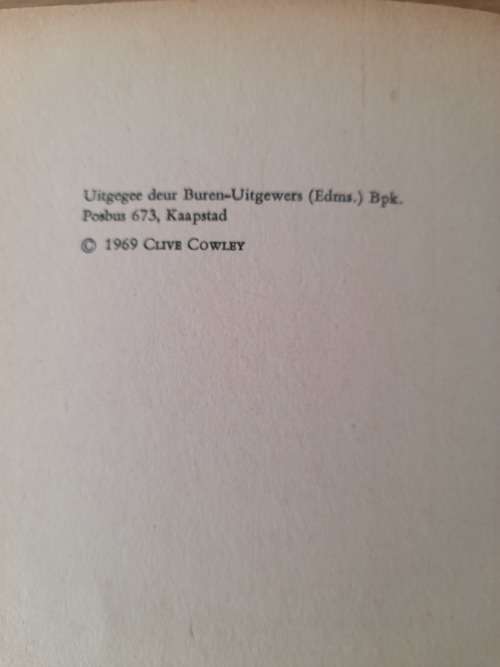 Uitgegee deur Buren-Uitgewers (Edms.) Bpk.
Posbus 673, Kaapstad
© 1969 CLIVE COWLEY